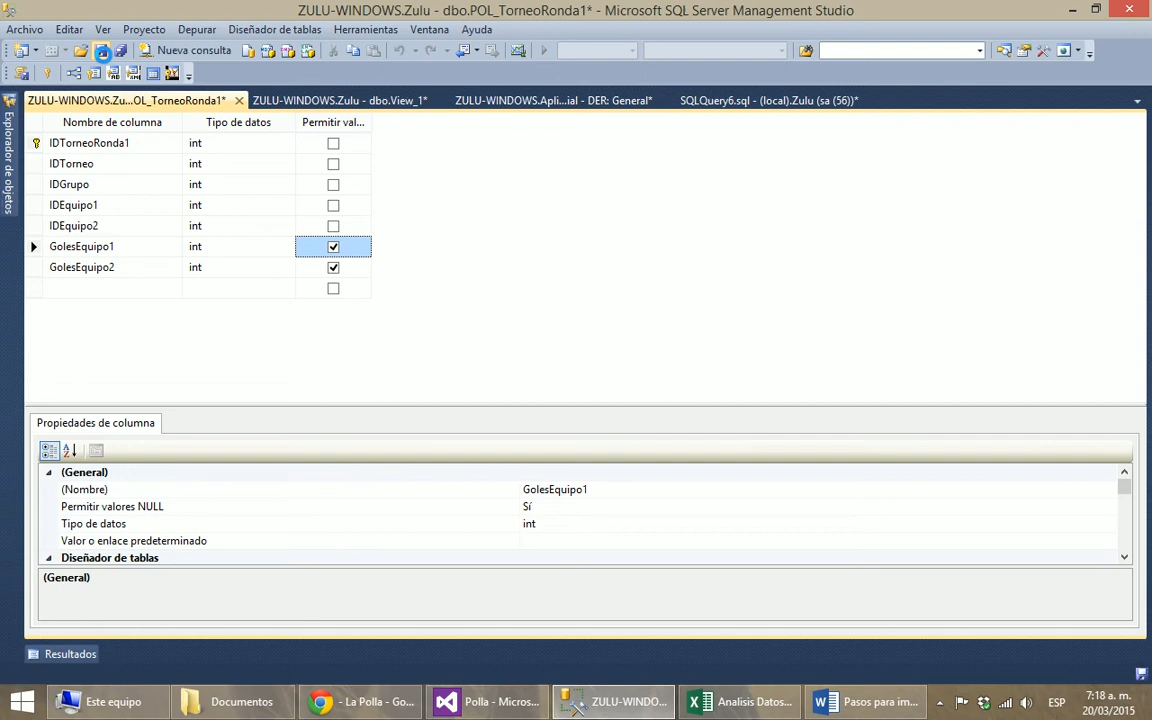 ZULU-WINDOWS.Zulu - dbo.POL_TorneoRonda1* - Microsoft SQL Server Management Studio
Archivo Editar Ver Proyecto Depurar Diseñador de tablas Herramientas Ventana Ayuda
Nueva consulta
ZULU-WINDOWS.Zu...OL_TorneoRonda1* ZULU-WINDOWS.Zulu - dbo.View_1* ZULU-WINDOWS.Apli...ial - DER: General* SQLQuery6.sql - (local).Zulu (sa (56))*
Explorador de objetos
Nombre de columna Tipo de datos Permitir val...
IDTorneoRonda1 int
IDTorneo int
IDGrupo int
IDEquipo1 int
IDEquipo2 int
GolesEquipo1 int
GolesEquipo2 int
Propiedades de columna
(General)
(Nombre) GolesEquipo1
Permitir valores NULL Sí
Tipo de datos int
Valor o enlace predeterminado
Diseñador de tablas
(General)
Resultados
Este equipo Documentos - La Polla - Go... Polla - Micros... ZULU-WINDO... Analisis Datos... Pasos para im... ESP 7:18 a. m.
20/03/2015